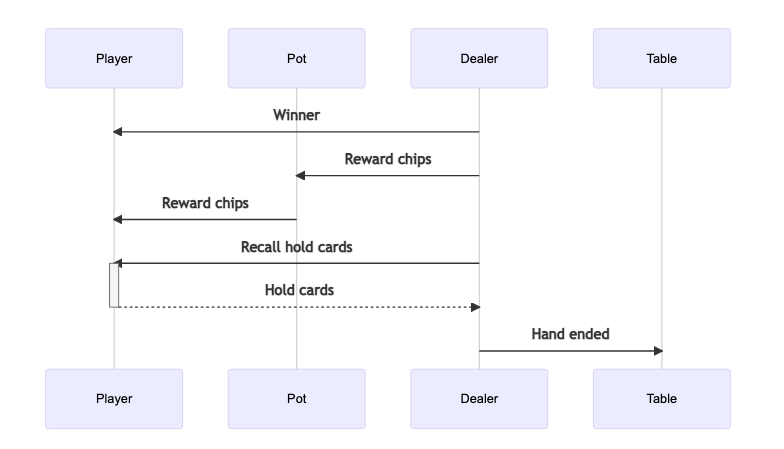 Player
Pot
Dealer
Table
Winner
Reward chips
Reward chips
Recall hold cards
Hold cards
Hand ended
Player
Pot
Dealer
Table